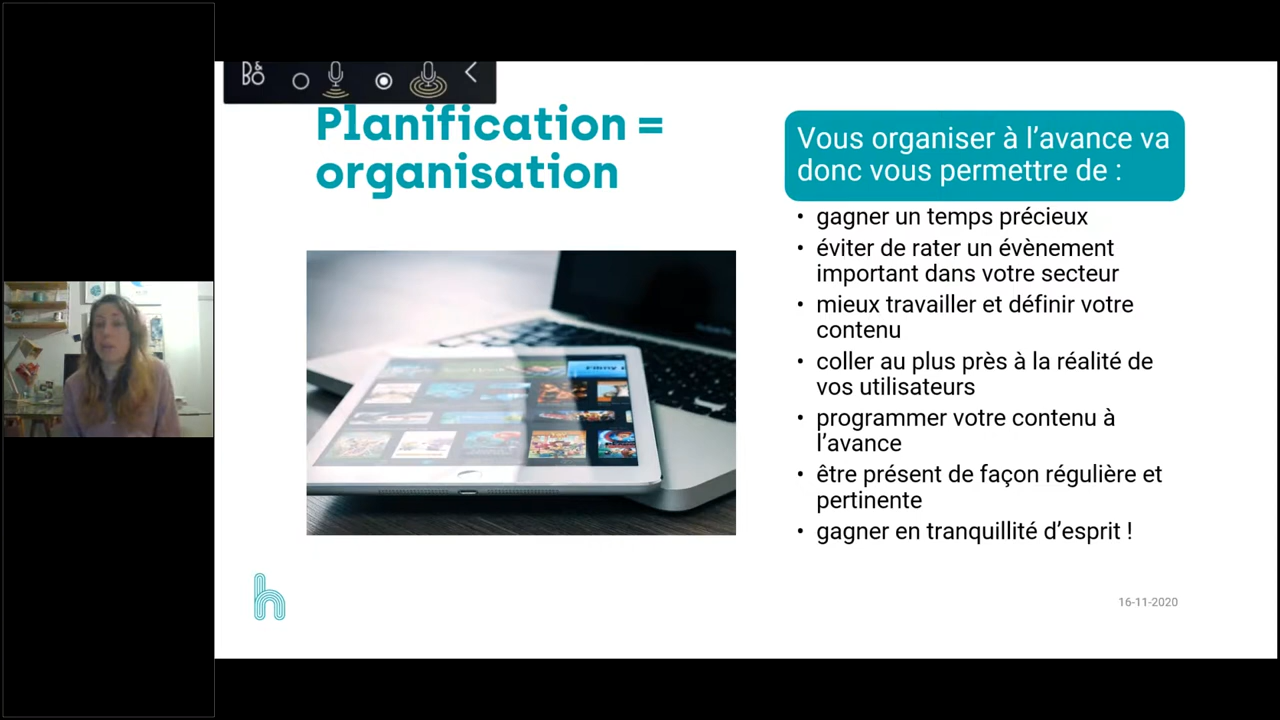 B&
BO
Planification =
organisation
Vous organiser à l’avance va
donc vous permettre de :
• gagner un temps précieux
• éviter de rater un évènement
important dans votre secteur
• mieux travailler et définir votre
contenu
• coller au plus près à la réalité de
vos utilisateurs
• programmer votre contenu à
l’avance
• être présent de façon régulière et
pertinente
• gagner en tranquillité d’esprit !
h
16-11-2020